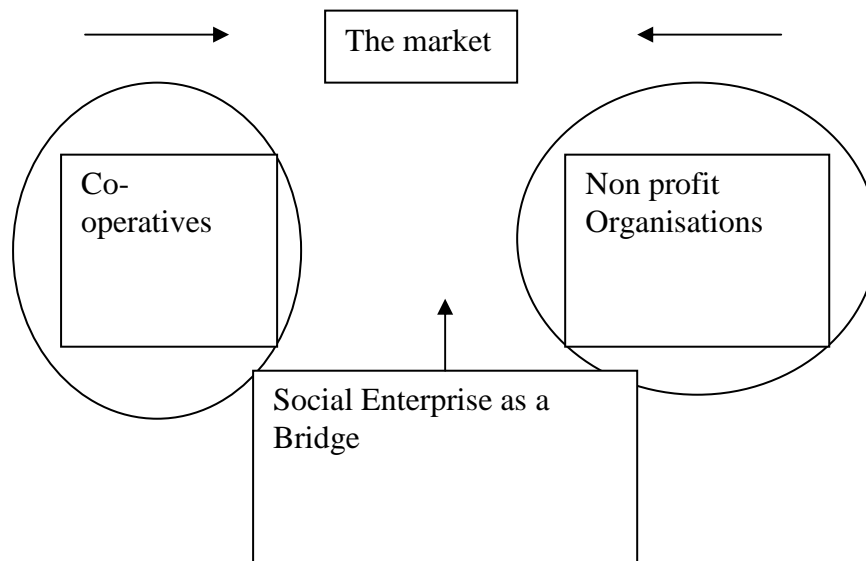 The market
Co-
operatives
Non profit
Organisations
Social Enterprise as a
Bridge